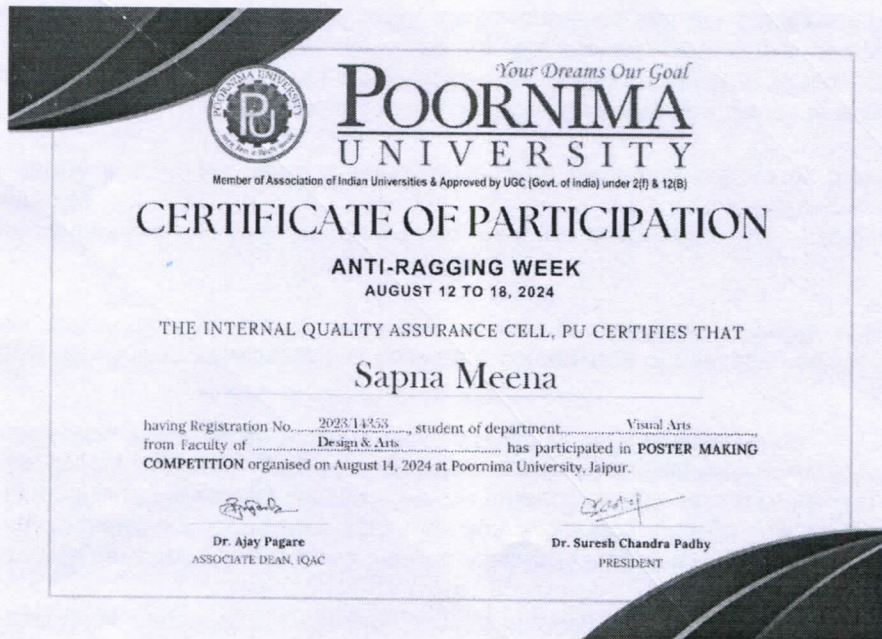 Your Dreams Our Goal
POORNIMA UNIVERSITY
PU
POORNIMA
UNIVERSITY
Member of Association of Indian Universities & Approved by UGC (Govt. of India) under 2(f) & 12(B)
CERTIFICATE OF PARTICIPATION
ANTI-RAGGING WEEK
AUGUST 12 TO 18, 2024
THE INTERNAL QUALITY ASSURANCE CELL, PU CERTIFIES THAT
Sapna Meena
having Registration No. 2023/14353, student of department Visual Arts
from Faculty of Design & Arts has participated in POSTER MAKING
COMPETITION organised on August 14, 2024 at Poornima University, Jaipur.
Dr. Ajay Pagare
ASSOCIATE DEAN, IQAC
Dr. Suresh Chandra Padhy
PRESIDENT